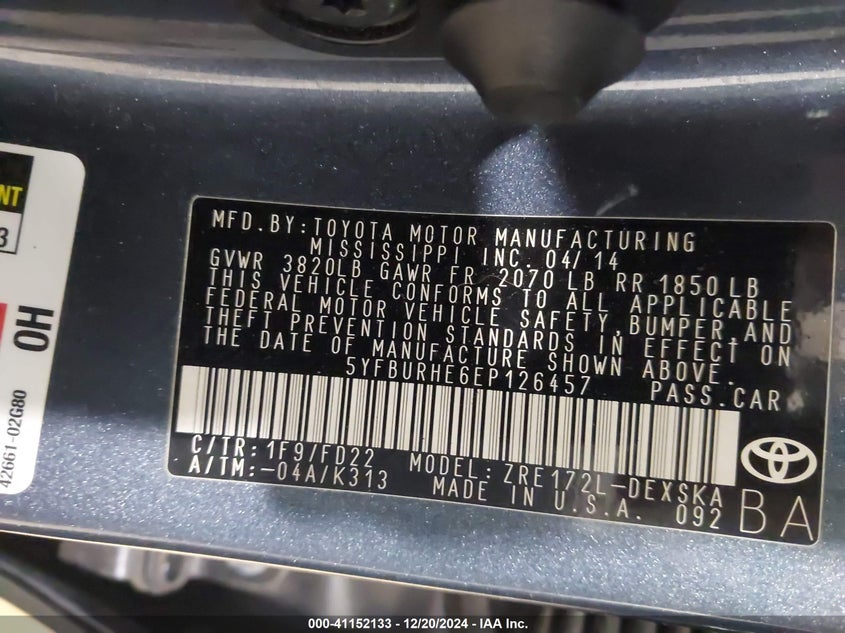 MFD.BY:TOYOTA MOTOR MANUFACTURING
MISSISSIPPI INC. 04/14
GVWR 3820LB GAWR FR 2070 LB RR 1850LB
THIS VEHICLE CONFORMS TO ALL APPLICABLE
FEDERAL MOTOR VEHICLE SAFETY,BUMPER AND
THEFT PREVENTION STANDARDS IN EFFECT ON
THE DATE OF MANUFACTURE SHOWN ABOVE.
5YFBURHE6EP126457 PASS.CAR
C/TR: 1F9/FD22 MODEL: ZRE172L-DEXSKA
A/TM:-04A/K313 MADE IN U.S.A. 092
BA
NT
3
HO
42661-02G80
000-41152133 - 12/20/2024 - IAA Inc.